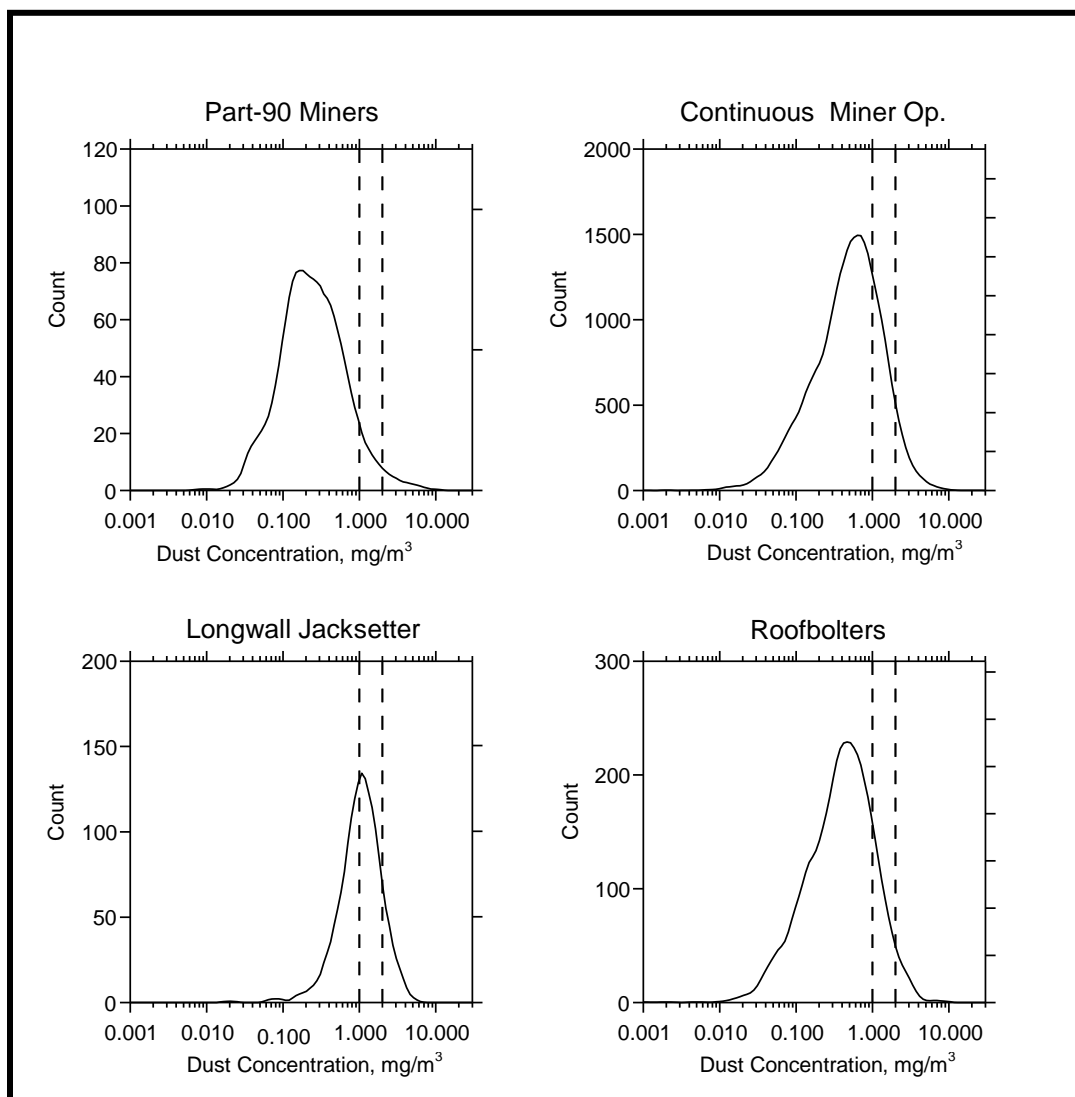 Part-90 Miners
120
100
80
60
40
20
0
Count
0.001 0.010 0.100 1.000 10.000
Dust Concentration, mg/m³
Continuous Miner Op.
2000
1500
1000
500
0
Count
0.001 0.010 0.100 1.000 10.000
Dust Concentration, mg/m³
Longwall Jacksetter
200
150
100
50
0
Count
0.001 0.010 0.100 1.000 10.000
Dust Concentration, mg/m³
Roofbolters
300
200
100
0
Count
0.001 0.010 0.100 1.000 10.000
Dust Concentration, mg/m³